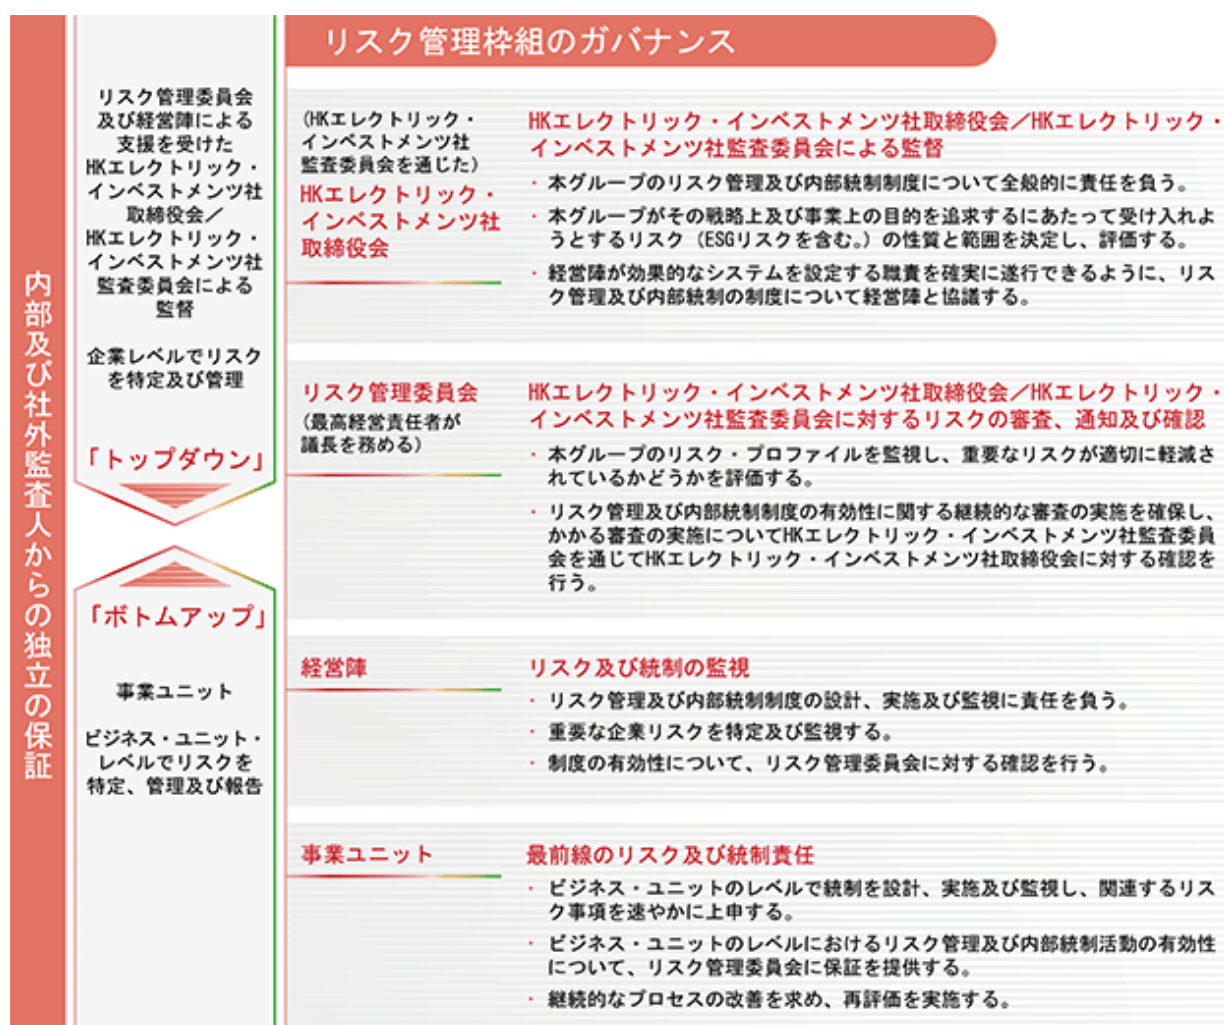 リスク管理枠組のガバナンス
内部及び社外監査人からの独立の保証
リスク管理委員会
及び経営陣による
支援を受けた
HKエレクトリック・
インベストメンツ社
取締役会／
HKエレクトリック・
インベストメンツ社
監査委員会による
監督
企業レベルでリスク
を特定及び管理
「トップダウン」
「ボトムアップ」
事業ユニット
ビジネス・ユニット・
レベルでリスクを
特定、管理及び報告
（HKエレクトリック・
インベストメンツ社
監査委員会を通じた）
HKエレクトリック・
インベストメンツ社
取締役会
HKエレクトリック・インベストメンツ社取締役会／HKエレクトリック・
インベストメンツ社監査委員会による監督
・本グループのリスク管理及び内部統制制度について全般的に責任を負う。
・本グループがその戦略上及び事業上の目的を追求するにあたって受け入れよ
うとするリスク（ESGリスクを含む。）の性質と範囲を決定し、評価する。
・経営陣が効果的なシステムを設定する職責を確実に遂行できるように、リス
ク管理及び内部統制の制度について経営陣と協議する。
リスク管理委員会
（最高経営責任者が
議長を務める）
HKエレクトリック・インベストメンツ社取締役会／HKエレクトリック・
インベストメンツ社監査委員会に対するリスクの審査、通知及び確認
・本グループのリスク・プロファイルを監視し、重要なリスクが適切に軽減さ
れているかどうかを評価する。
・リスク管理及び内部統制制度の有効性に関する継続的な審査の実施を確保し、
かかる審査の実施についてHKエレクトリック・インベストメンツ社監査委員
会を通じてHKエレクトリック・インベストメンツ社取締役会に対する確認を
行う。
経営陣
リスク及び統制の監視
・リスク管理及び内部統制制度の設計、実施及び監視に責任を負う。
・重要な企業リスクを特定及び監視する。
・制度の有効性について、リスク管理委員会に対する確認を行う。
事業ユニット
最前線のリスク及び統制責任
・ビジネス・ユニットのレベルで統制を設計、実施及び監視し、関連するリス
ク事項を速やかに上申する。
・ビジネス・ユニットのレベルにおけるリスク管理及び内部統制活動の有効性
について、リスク管理委員会に保証を提供する。
・継続的なプロセスの改善を求め、再評価を実施する。